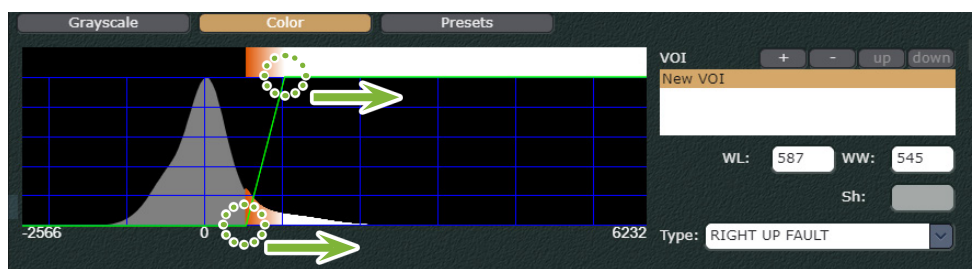 Grayscale Color Presets
VOI + - up down
New VOI
WL: 587 WW: 545
Sh:
-2566 0 6232
Type: RIGHT UP FAULT